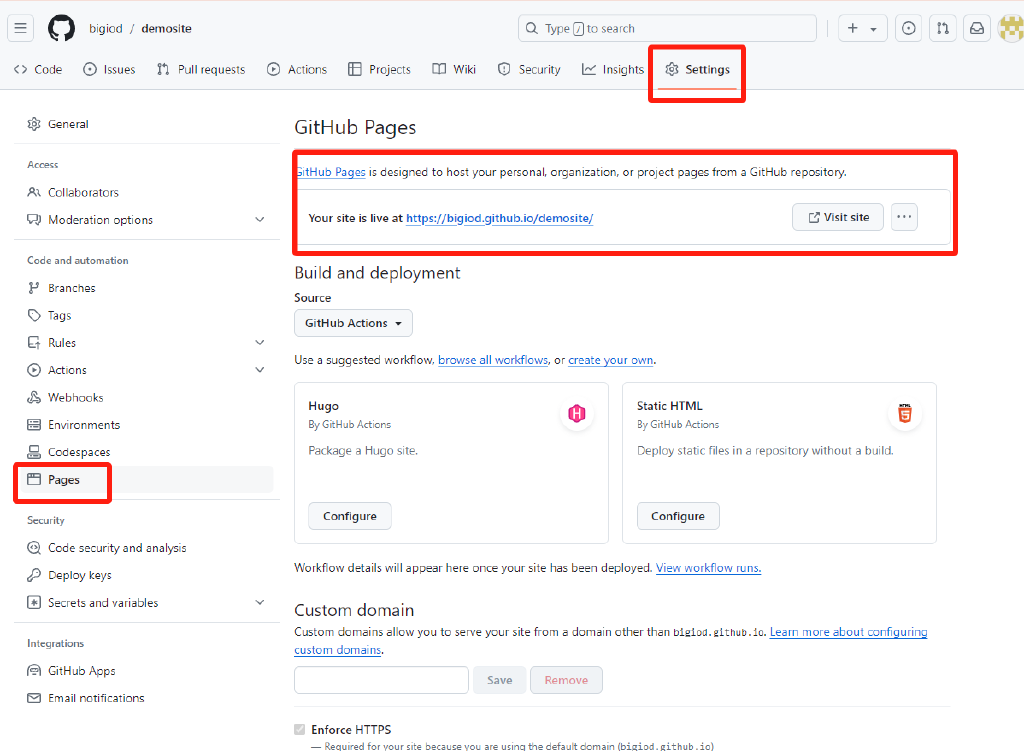 bigiod / demosite
Type / to search
Code Issues Pull requests Actions Projects Wiki Security Insights Settings
General
Access
Collaborators
Moderation options
Code and automation
Branches
Tags
Rules
Actions
Webhooks
Environments
Codespaces
Pages
Security
Code security and analysis
Deploy keys
Secrets and variables
Integrations
GitHub Apps
Email notifications
GitHub Pages
GitHub Pages is designed to host your personal, organization, or project pages from a GitHub repository.
Your site is live at https://bigiod.github.io/demosite/
Visit site
Build and deployment
Source
GitHub Actions
Use a suggested workflow, browse all workflows, or create your own.
Hugo
By GitHub Actions
Package a Hugo site.
Configure
Static HTML
By GitHub Actions
Deploy static files in a repository without a build.
Configure
Workflow details will appear here once your site has been deployed. View workflow runs.
Custom domain
Custom domains allow you to serve your site from a domain other than bigiod.github.io. Learn more about configuring
custom domains.
Save Remove
Enforce HTTPS
— Required for your site because you are using the default domain (bigiod.github.io)